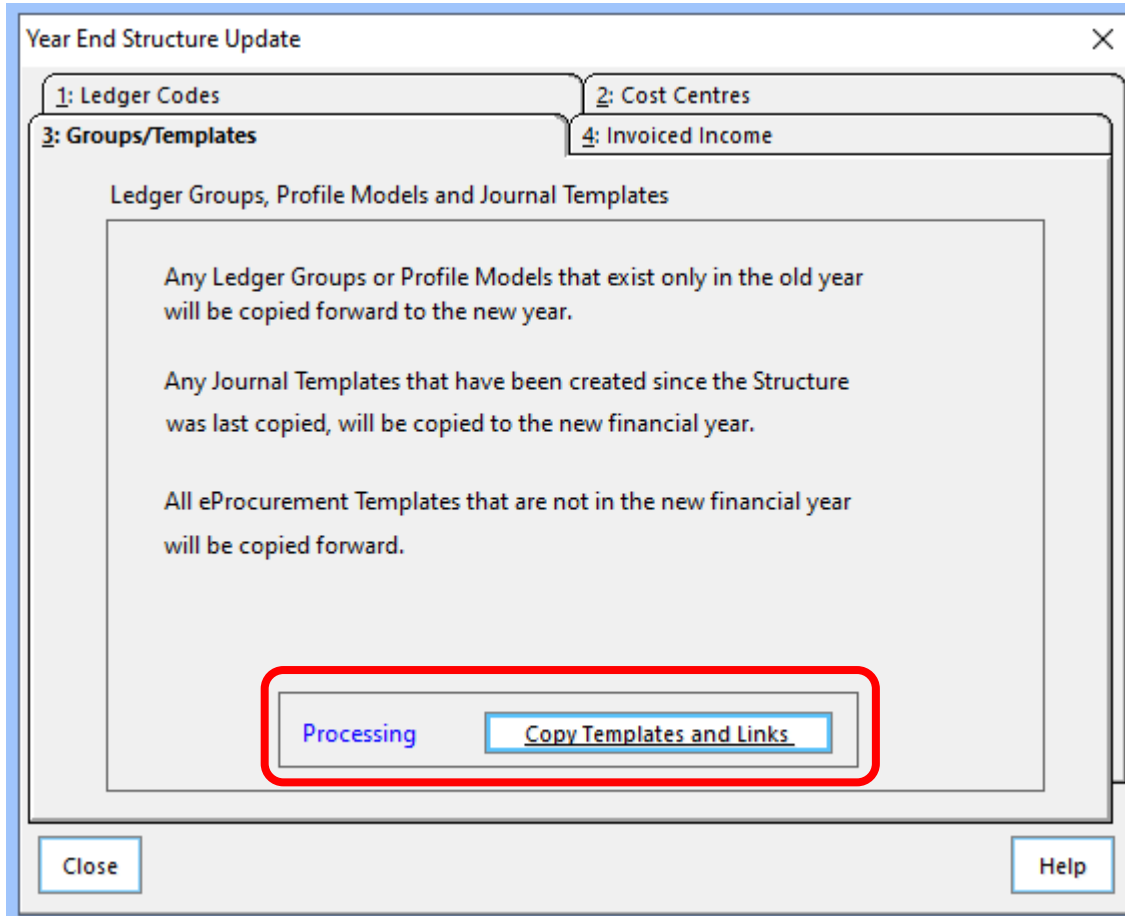 Year End Structure Update
1: Ledger Codes
2: Cost Centres
3: Groups/Templates
4: Invoiced Income
Ledger Groups, Profile Models and Journal Templates
Any Ledger Groups or Profile Models that exist only in the old year
will be copied forward to the new year.
Any Journal Templates that have been created since the Structure
was last copied, will be copied to the new financial year.
All eProcurement Templates that are not in the new financial year
will be copied forward.
Processing
Copy Templates and Links
Close
Help